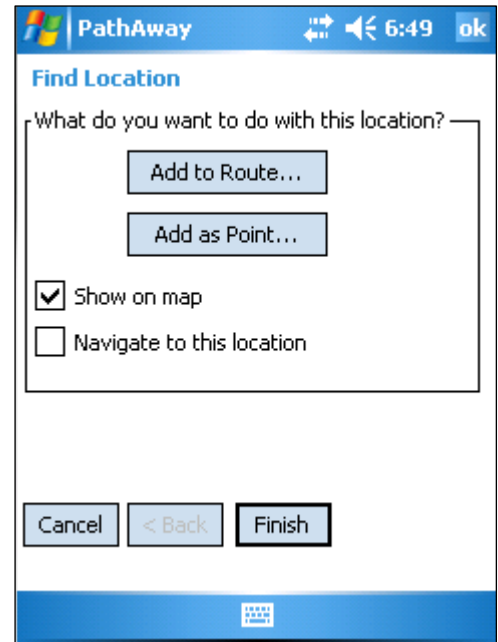 PathAway 6:49 ok
Find Location
What do you want to do with this location?
Add to Route...
Add as Point...
Show on map
Navigate to this location
Cancel < Back Finish